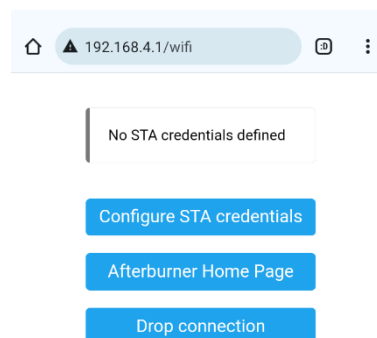 192.168.4.1/wifi
:D
No STA credentials defined
Configure STA credentials
Afterburner Home Page
Drop connection